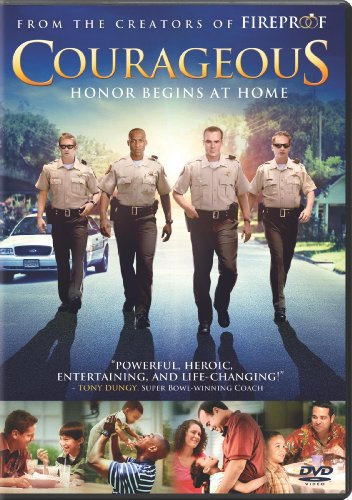 FROM THE CREATORS OF FIREPROOF
COURAGEOUS
HONOR BEGINS AT HOME
"POWERFUL, HEROIC,
ENTERTAINING, AND LIFE-CHANGING!"
- TONY DUNGY, SUPER BOWL-WINNING COACH
DVD
VIDEO